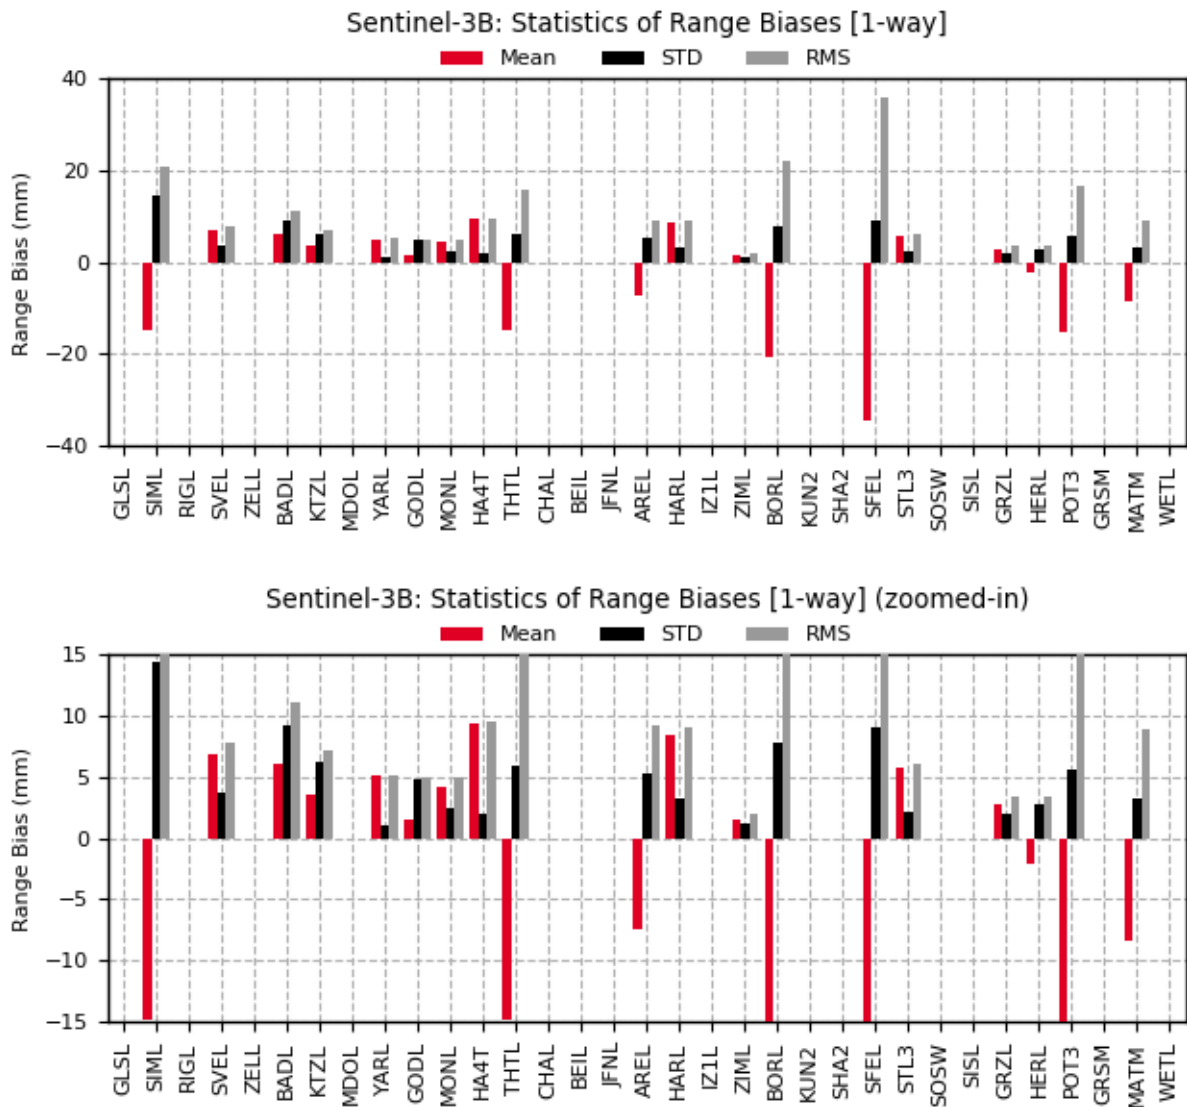 Sentinel-3B: Statistics of Range Biases [1-way]
Mean STD RMS
40
20
0
−20
−40
Range Bias (mm)
GLSL SIML RIGL SVEL ZELL BADL KTZL MDOL YARL GODL MONL HA4T THTL CHAL BEIL JFNL AREL HARL IZ1L ZIML BORL KUN2 SHA2 SFEL STL3 SOSW SISL GRZL HERL POT3 GRSM MATM WETL
Sentinel-3B: Statistics of Range Biases [1-way] (zoomed-in)
Mean STD RMS
15
10
5
0
−5
−10
−15
Range Bias (mm)
GLSL SIML RIGL SVEL ZELL BADL KTZL MDOL YARL GODL MONL HA4T THTL CHAL BEIL JFNL AREL HARL IZ1L ZIML BORL KUN2 SHA2 SFEL STL3 SOSW SISL GRZL HERL POT3 GRSM MATM WETL